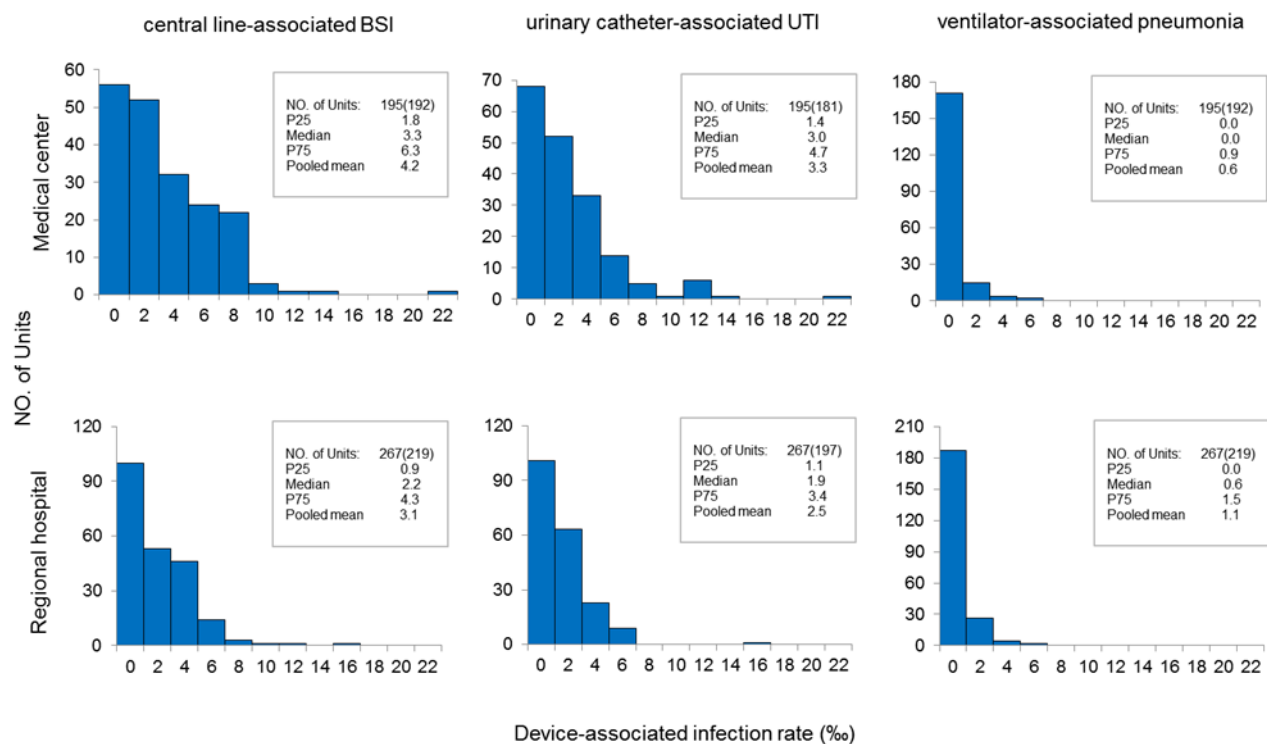 central line-associated BSI
urinary catheter-associated UTI
ventilator-associated pneumonia
Medical center
NO. of Units
Regional hospital
60
50
40
30
20
10
0
0 2 4 6 8 10 12 14 16 18 20 22
NO. of Units: 195(192)
P25 1.8
Median 3.3
P75 6.3
Pooled mean 4.2
70
60
50
40
30
20
10
0
0 2 4 6 8 10 12 14 16 18 20 22
NO. of Units: 195(181)
P25 1.4
Median 3.0
P75 4.7
Pooled mean 3.3
180
150
120
90
60
30
0
0 2 4 6 8 10 12 14 16 18 20 22
NO. of Units: 195(192)
P25 0.0
Median 0.0
P75 0.9
Pooled mean 0.6
120
90
60
30
0
0 2 4 6 8 10 12 14 16 18 20 22
NO. of Units: 267(219)
P25 0.9
Median 2.2
P75 4.3
Pooled mean 3.1
120
90
60
30
0
0 2 4 6 8 10 12 14 16 18 20 22
NO. of Units: 267(197)
P25 1.1
Median 1.9
P75 3.4
Pooled mean 2.5
210
180
150
120
90
60
30
0
0 2 4 6 8 10 12 14 16 18 20 22
NO. of Units: 267(219)
P25 0.0
Median 0.6
P75 1.5
Pooled mean 1.1
Device-associated infection rate (‰)